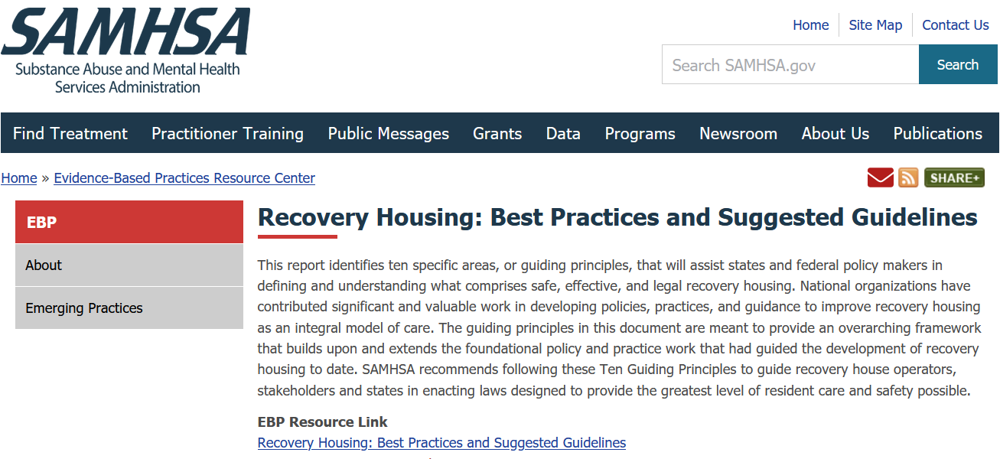 SAMHSA
Substance Abuse and Mental Health
Services Administration
Home
Site Map
Contact Us
Search SAMHSA.gov
Search
Find Treatment Practitioner Training Public Messages Grants Data Programs Newsroom About Us Publications
Home » Evidence-Based Practices Resource Center
SHARE+
EBP
About
Emerging Practices
Recovery Housing: Best Practices and Suggested Guidelines
This report identifies ten specific areas, or guiding principles, that will assist states and federal policy makers in
defining and understanding what comprises safe, effective, and legal recovery housing. National organizations have
contributed significant and valuable work in developing policies, practices, and guidance to improve recovery housing
as an integral model of care. The guiding principles in this document are meant to provide an overarching framework
that builds upon and extends the foundational policy and practice work that had guided the development of recovery
housing to date. SAMHSA recommends following these Ten Guiding Principles to guide recovery house operators,
stakeholders and states in enacting laws designed to provide the greatest level of resident care and safety possible.
EBP Resource Link
Recovery Housing: Best Practices and Suggested Guidelines